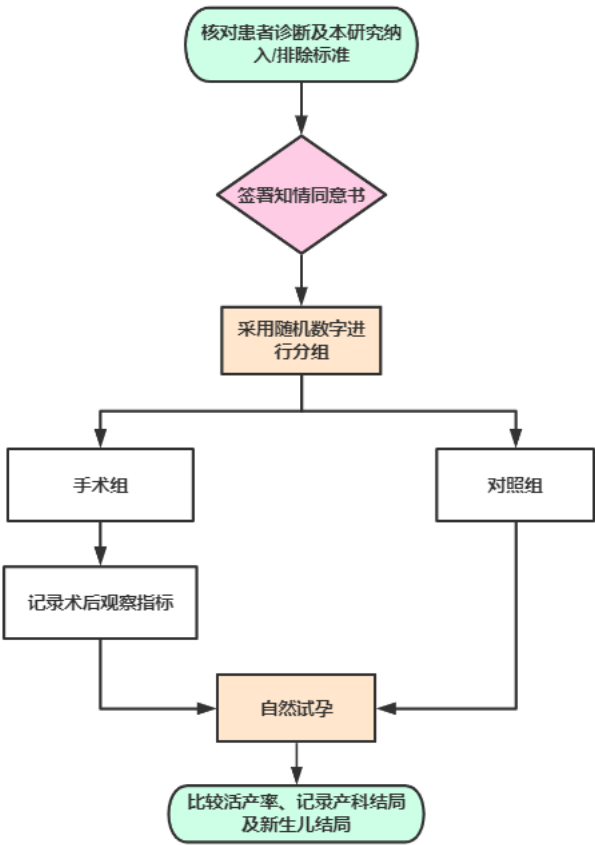 核对患者诊断及本研究纳
入/排除标准
签署知情同意书
采用随机数字进
行分组
手术组
对照组
记录术后观察指标
自然试孕
比较活产率、记录产科结局
及新生儿结局